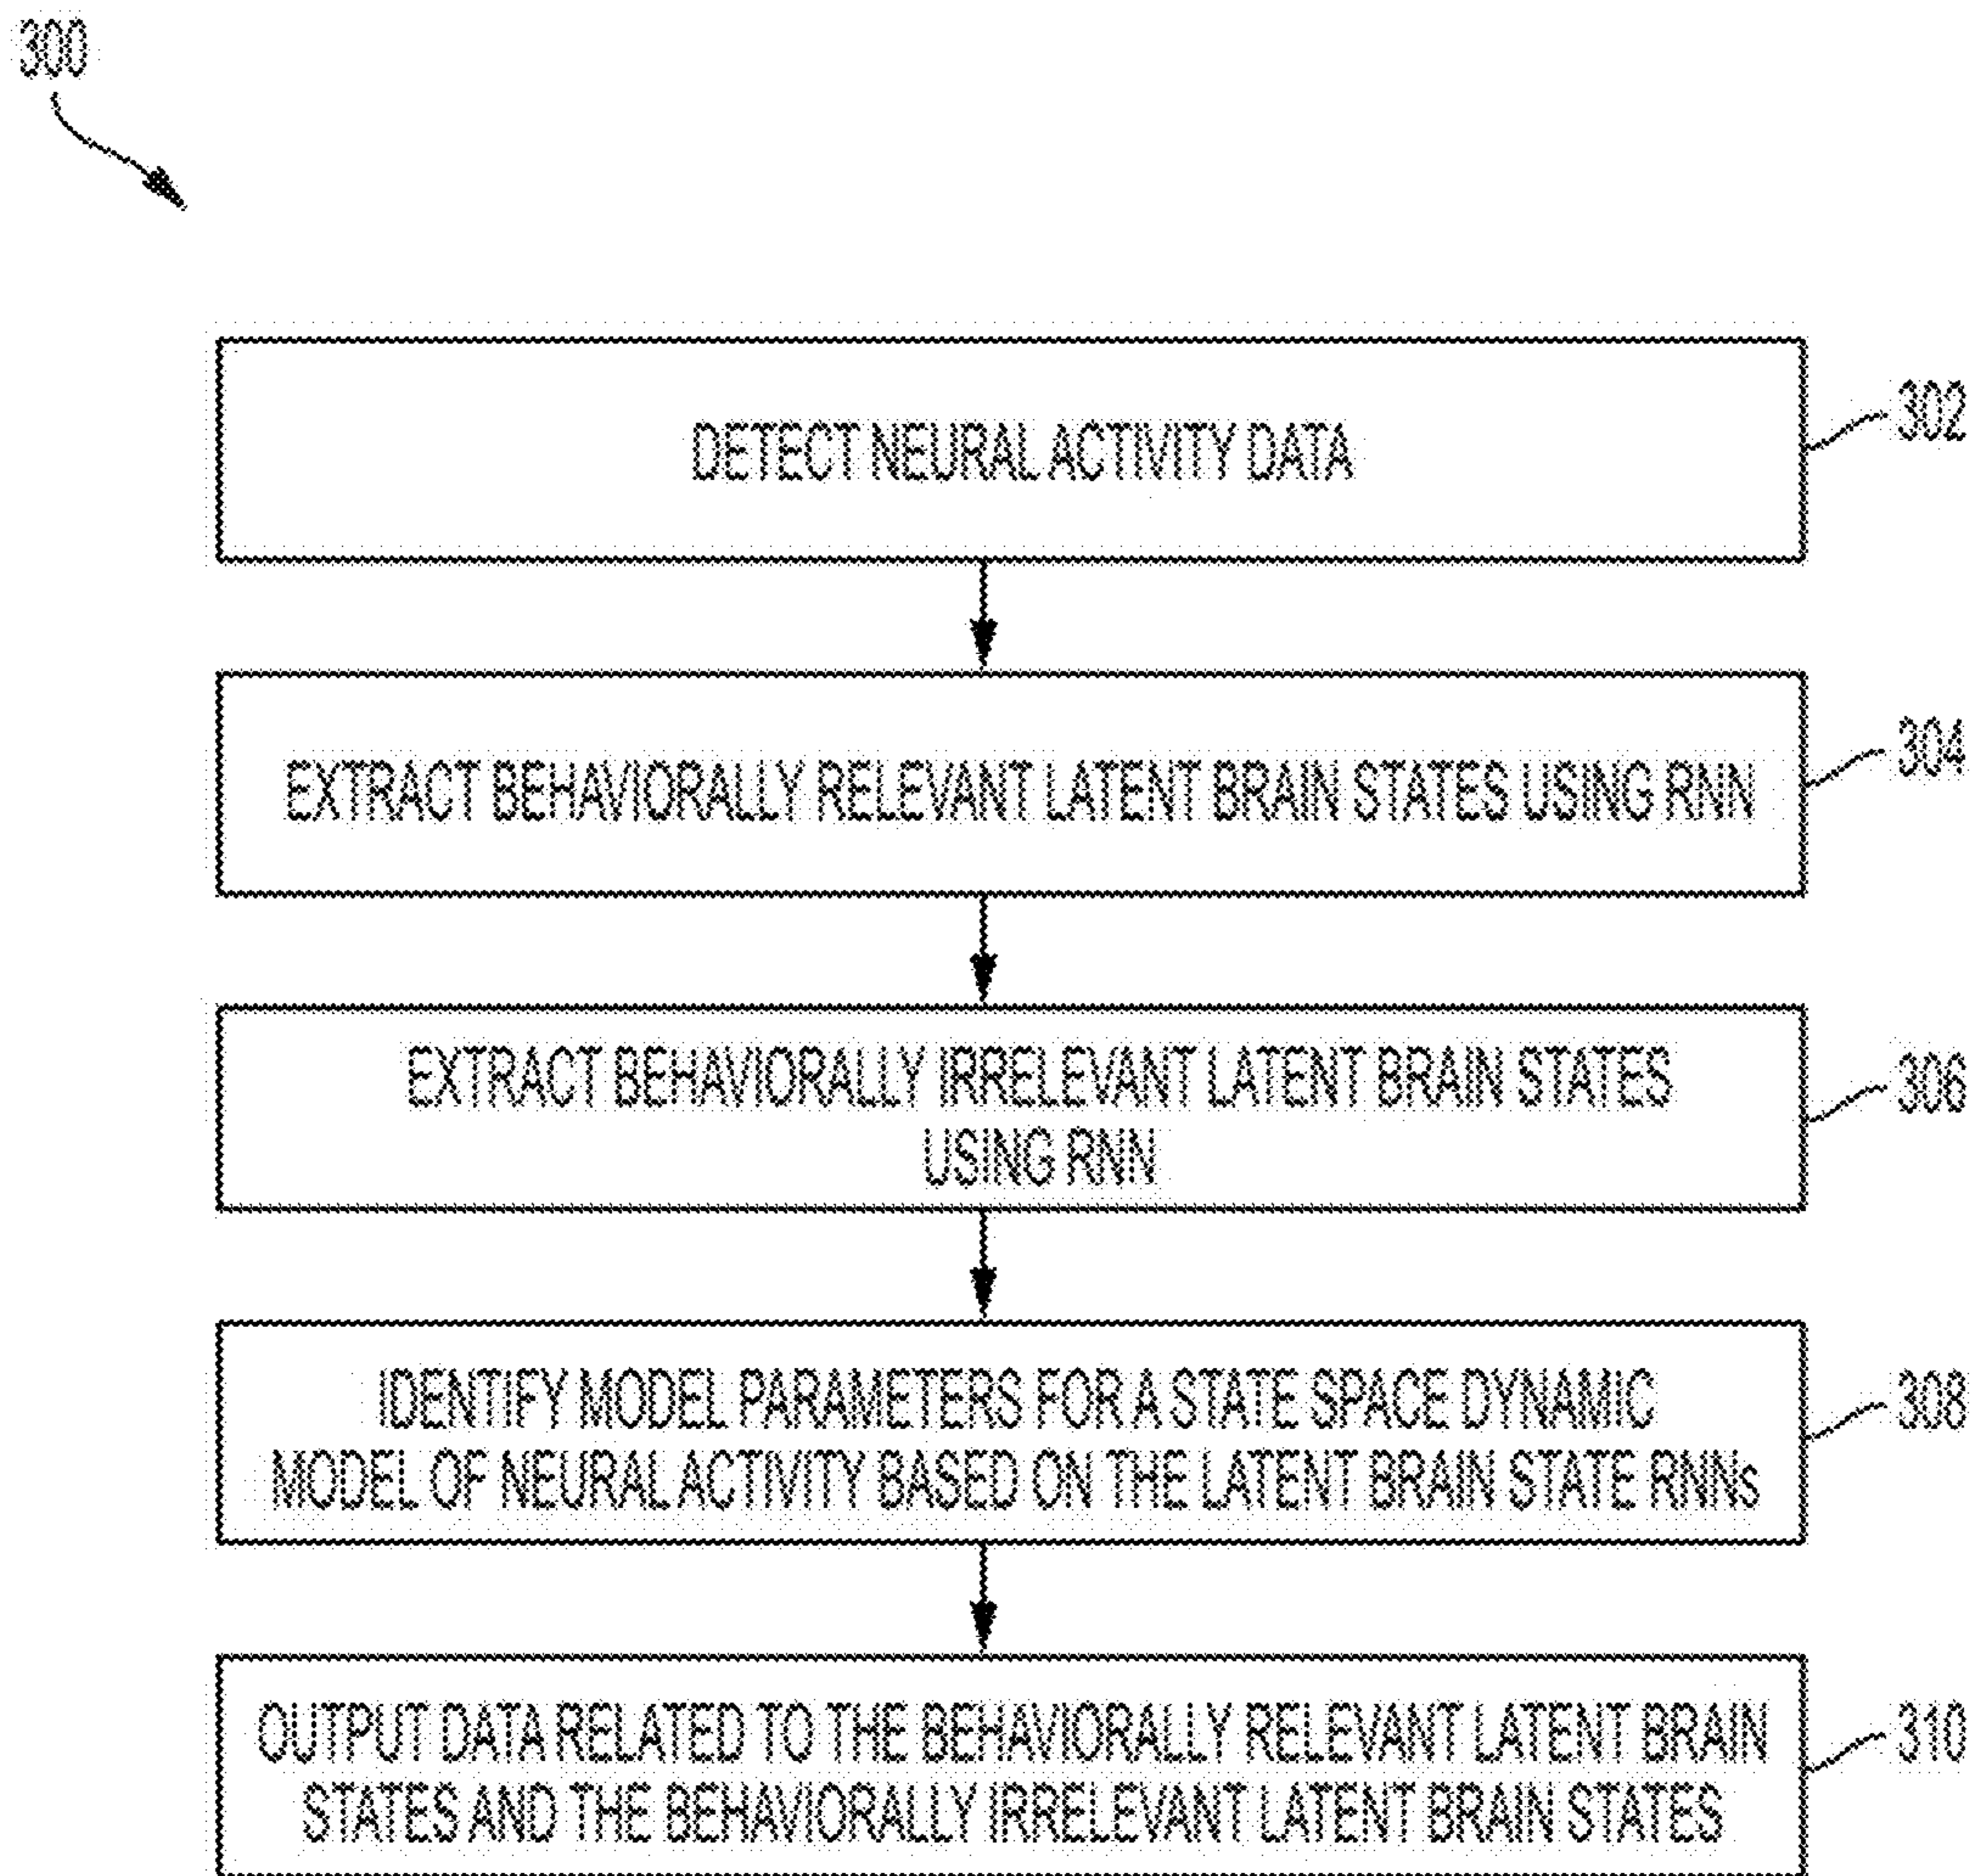 300
DETECT NEURAL ACTIVITY DATA
302
EXTRACT BEHAVIORALLY RELEVANT LATENT BRAIN STATES USING RNN
304
EXTRACT BEHAVIORALLY IRRELEVANT LATENT BRAIN STATES
USING RNN
306
IDENTIFY MODEL PARAMETERS FOR A STATE SPACE DYNAMIC
MODEL OF NEURAL ACTIVITY BASED ON THE LATENT BRAIN STATE RNNs
308
OUTPUT DATA RELATED TO THE BEHAVIORALLY RELEVANT LATENT BRAIN
STATES AND THE BEHAVIORALLY IRRELEVANT LATENT BRAIN STATES
310